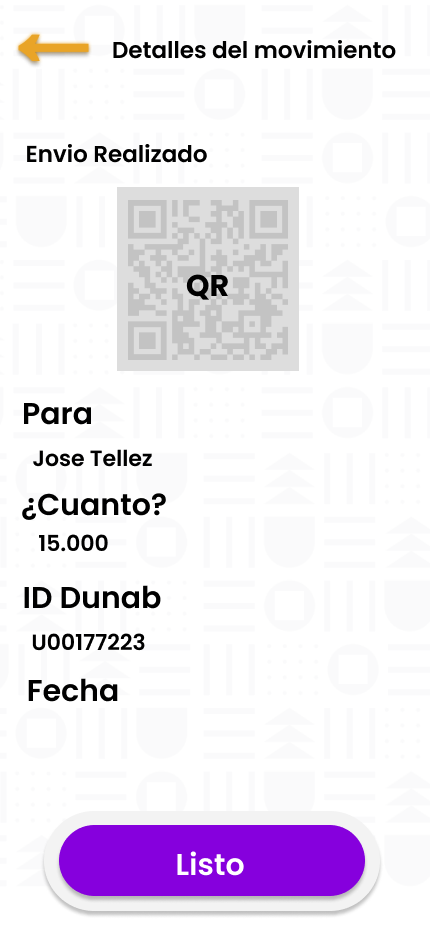 Detalles del movimiento
Envio Realizado
QR
Para
Jose Tellez
¿Cuanto?
15.000
ID Dunab
U00177223
Fecha
Listo